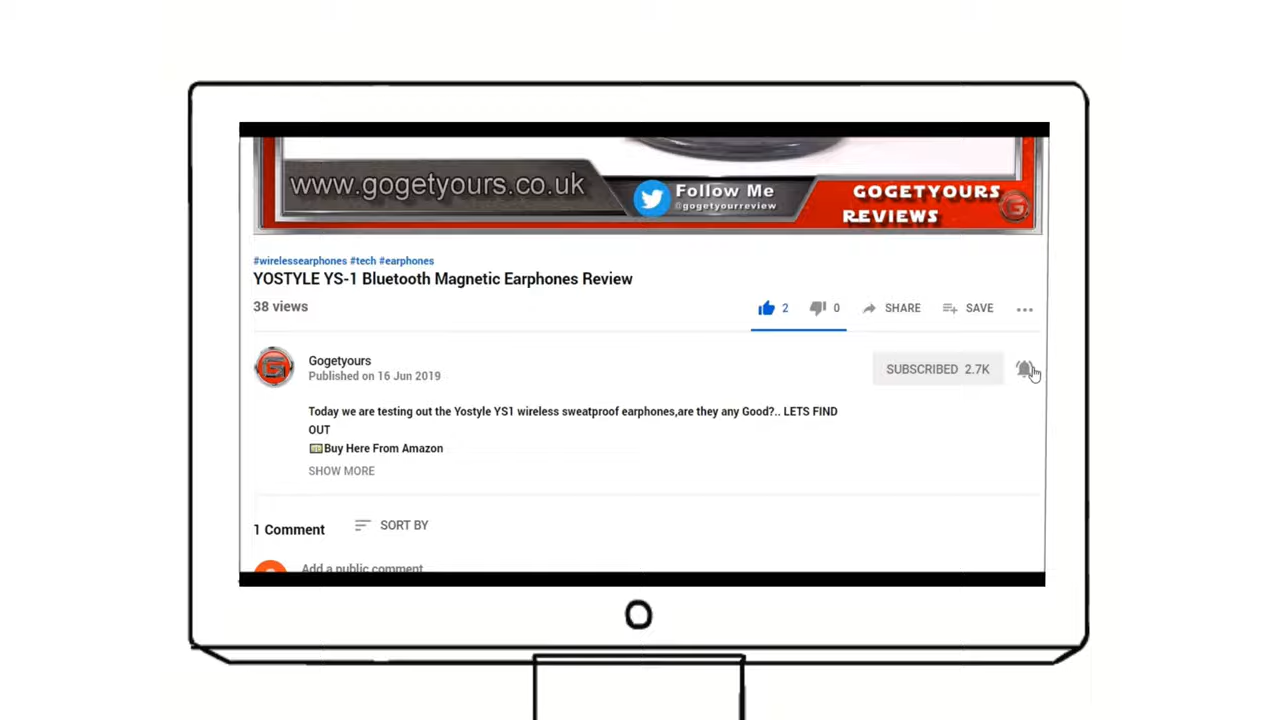 www.gogetyours.co.uk
Follow Me
@gogetyourreview
GOGETYOURS
REVIEWS
#wirelessearphones #tech #earphones
YOSTYLE YS-1 Bluetooth Magnetic Earphones Review
38 views
2
0
SHARE
SAVE
Gogetyours
Published on 16 Jun 2019
SUBSCRIBED 2.7K
Today we are testing out the Yostyle YS1 wireless sweatproof earphones,are they any Good?.. LETS FIND
OUT
Buy Here From Amazon
SHOW MORE
1 Comment
SORT BY
Add a public comment